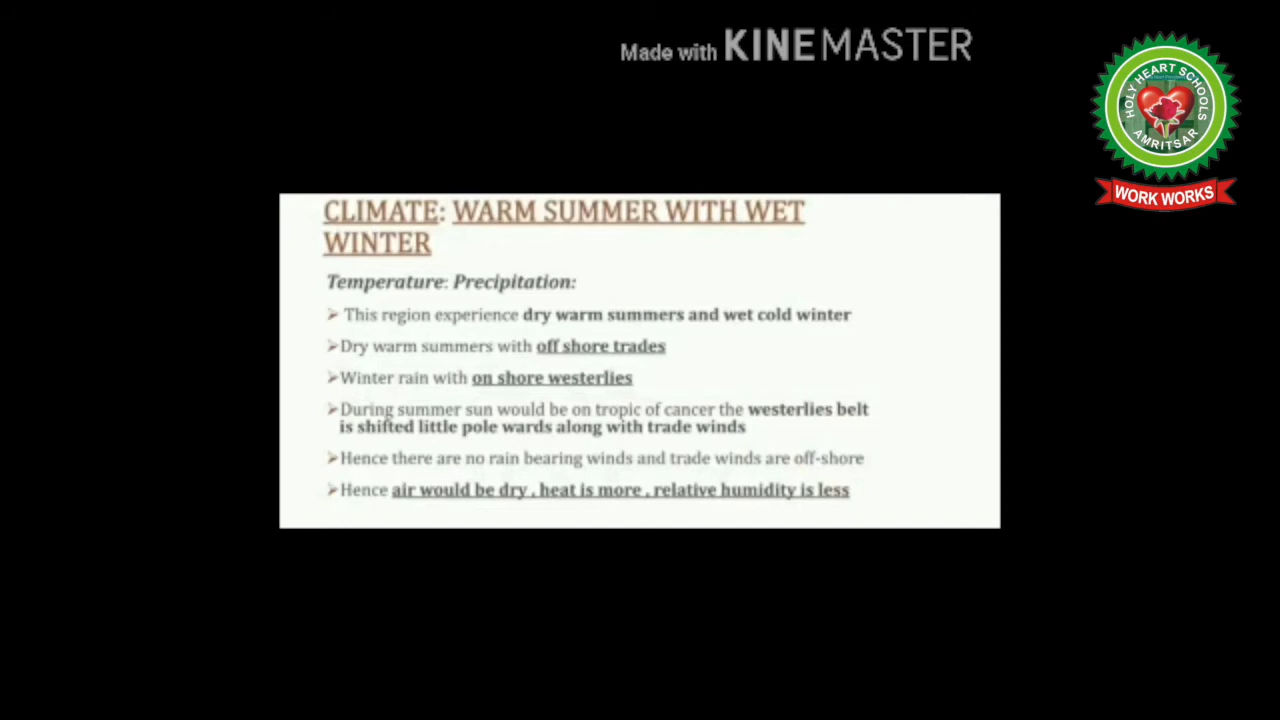 Made with KINEMASTER
HOLY HEART SCHOOLS
AMRITSAR
WORK WORKS
CLIMATE: WARM SUMMER WITH WET
WINTER
Temperature: Precipitation:
➢ This region experience dry warm summers and wet cold winter
➢Dry warm summers with off shore trades
➢Winter rain with on shore westerlies
➢During summer sun would be on tropic of cancer the westerlies belt
is shifted little pole wards along with trade winds
➢Hence there are no rain bearing winds and trade winds are off-shore
➢Hence air would be dry , heat is more , relative humidity is less